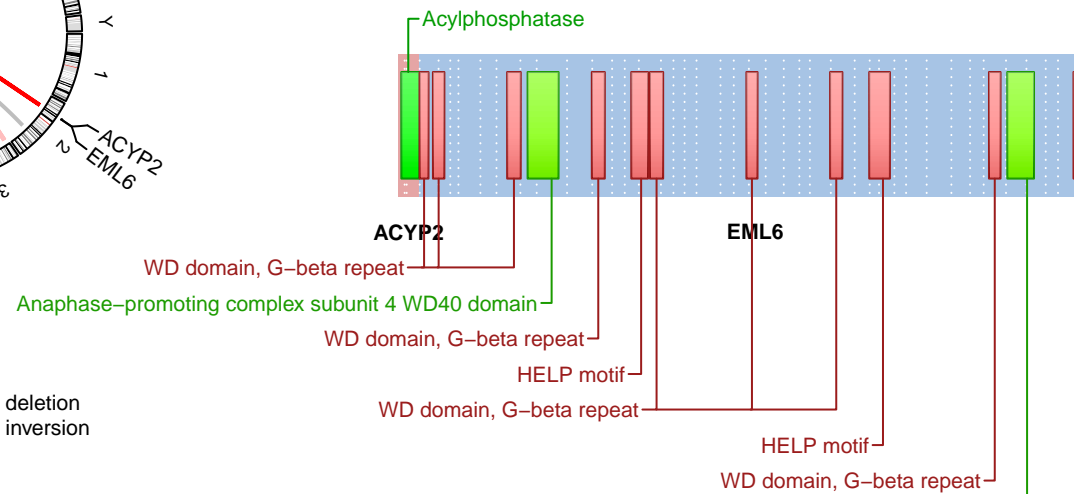 Acylphosphatase
Y
1
2
3
ACYP2
EML6
ACYP2
EML6
WD domain, G−beta repeat
Anaphase−promoting complex subunit 4 WD40 domain
WD domain, G−beta repeat
HELP motif
WD domain, G−beta repeat
deletion
inversion
HELP motif
WD domain, G−beta repeat